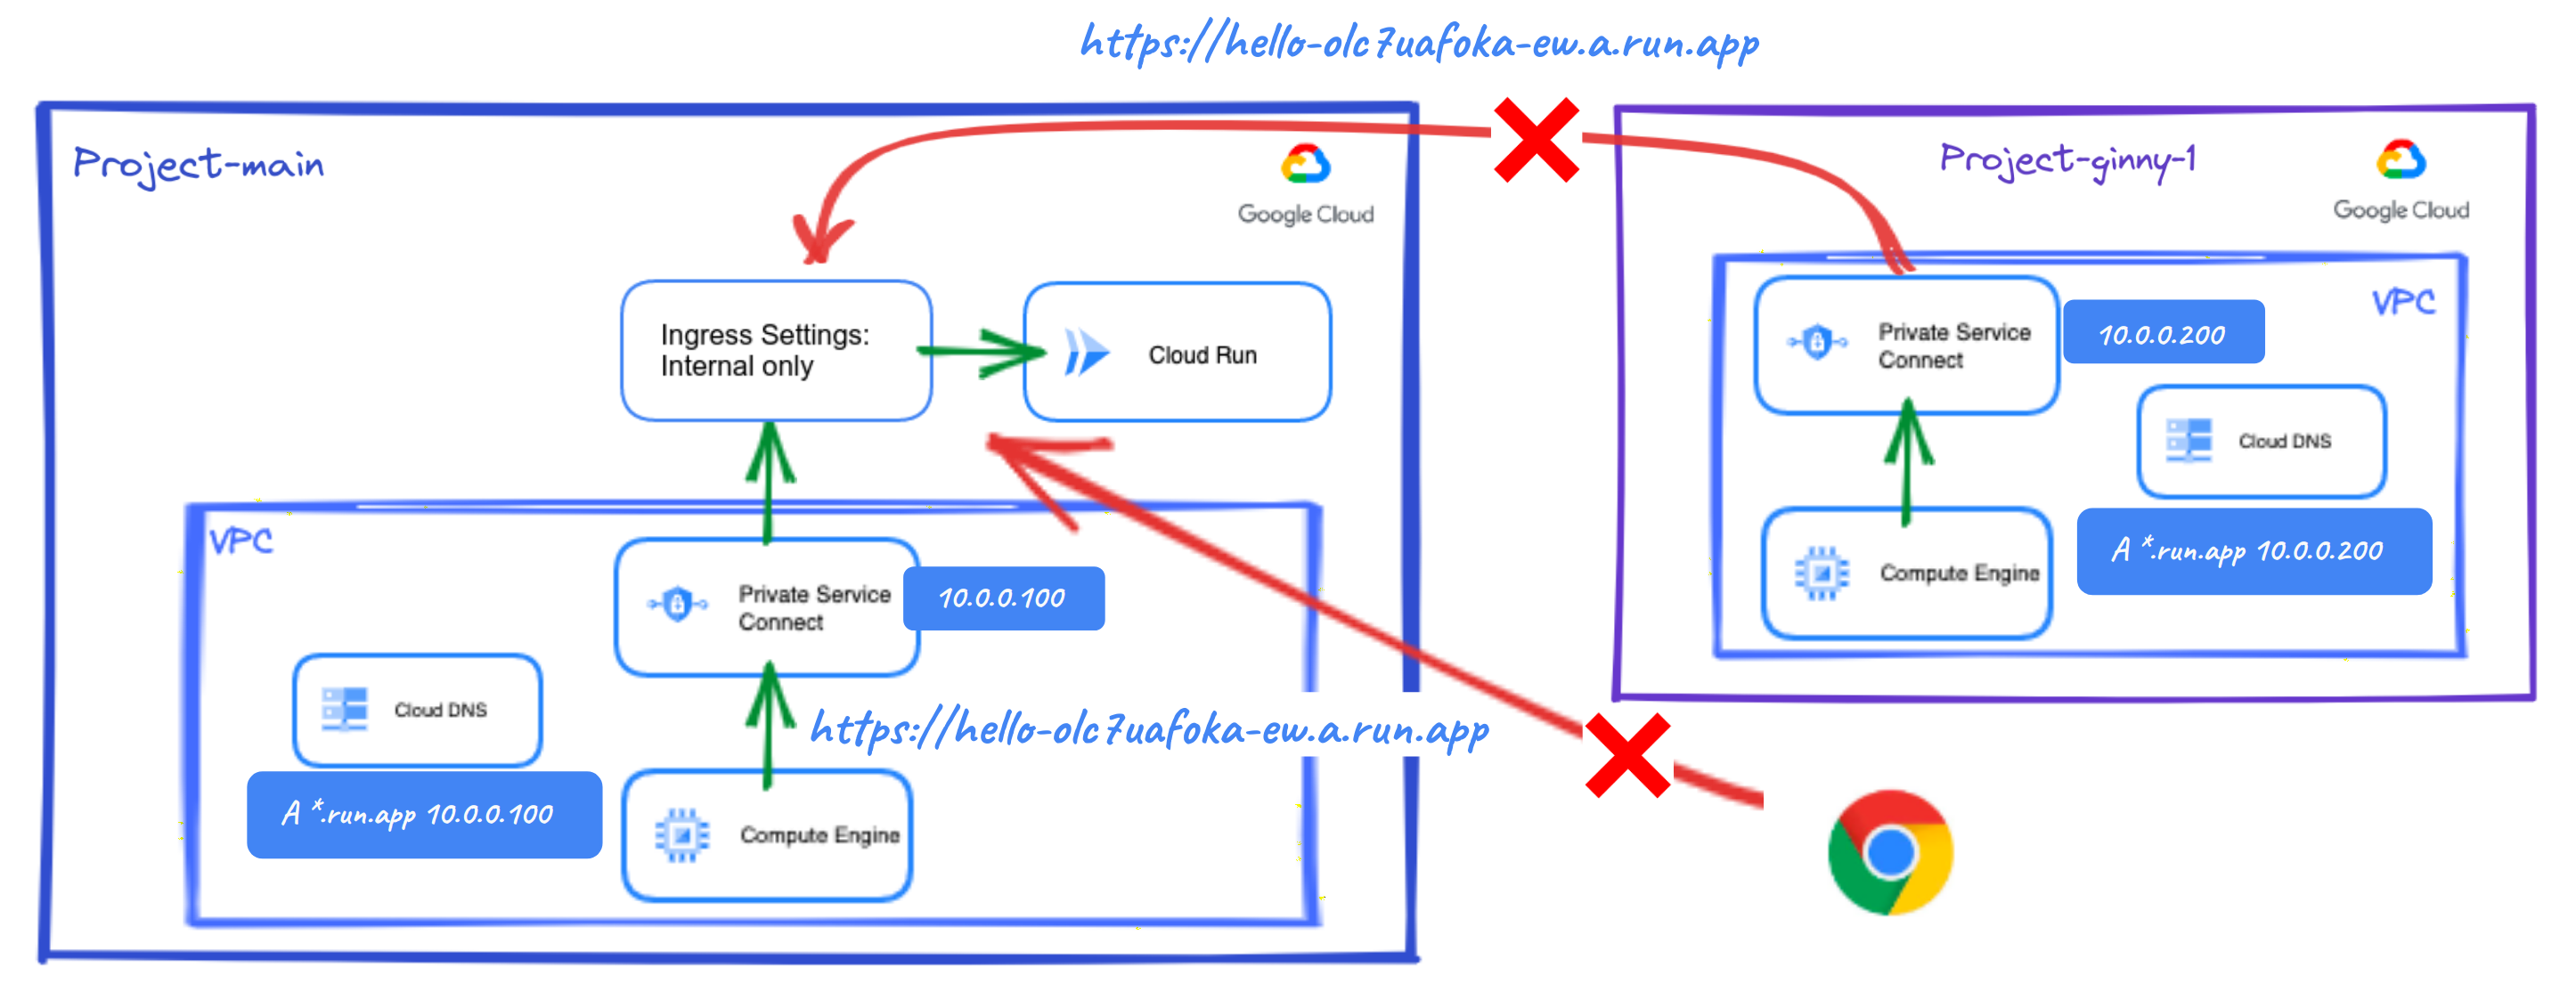 https://hello-olc7uafoka-ew.a.run.app
Project-main
Google Cloud
Ingress Settings:
Internal only
Cloud Run
VPC
Private Service
Connect
10.0.0.100
Cloud DNS
A *.run.app 10.0.0.100
https://hello-olc7uafoka-ew.a.run.app
Compute Engine
Project-ginny-1
Google Cloud
VPC
Private Service
Connect
10.0.0.200
Cloud DNS
A *.run.app 10.0.0.200
Compute Engine